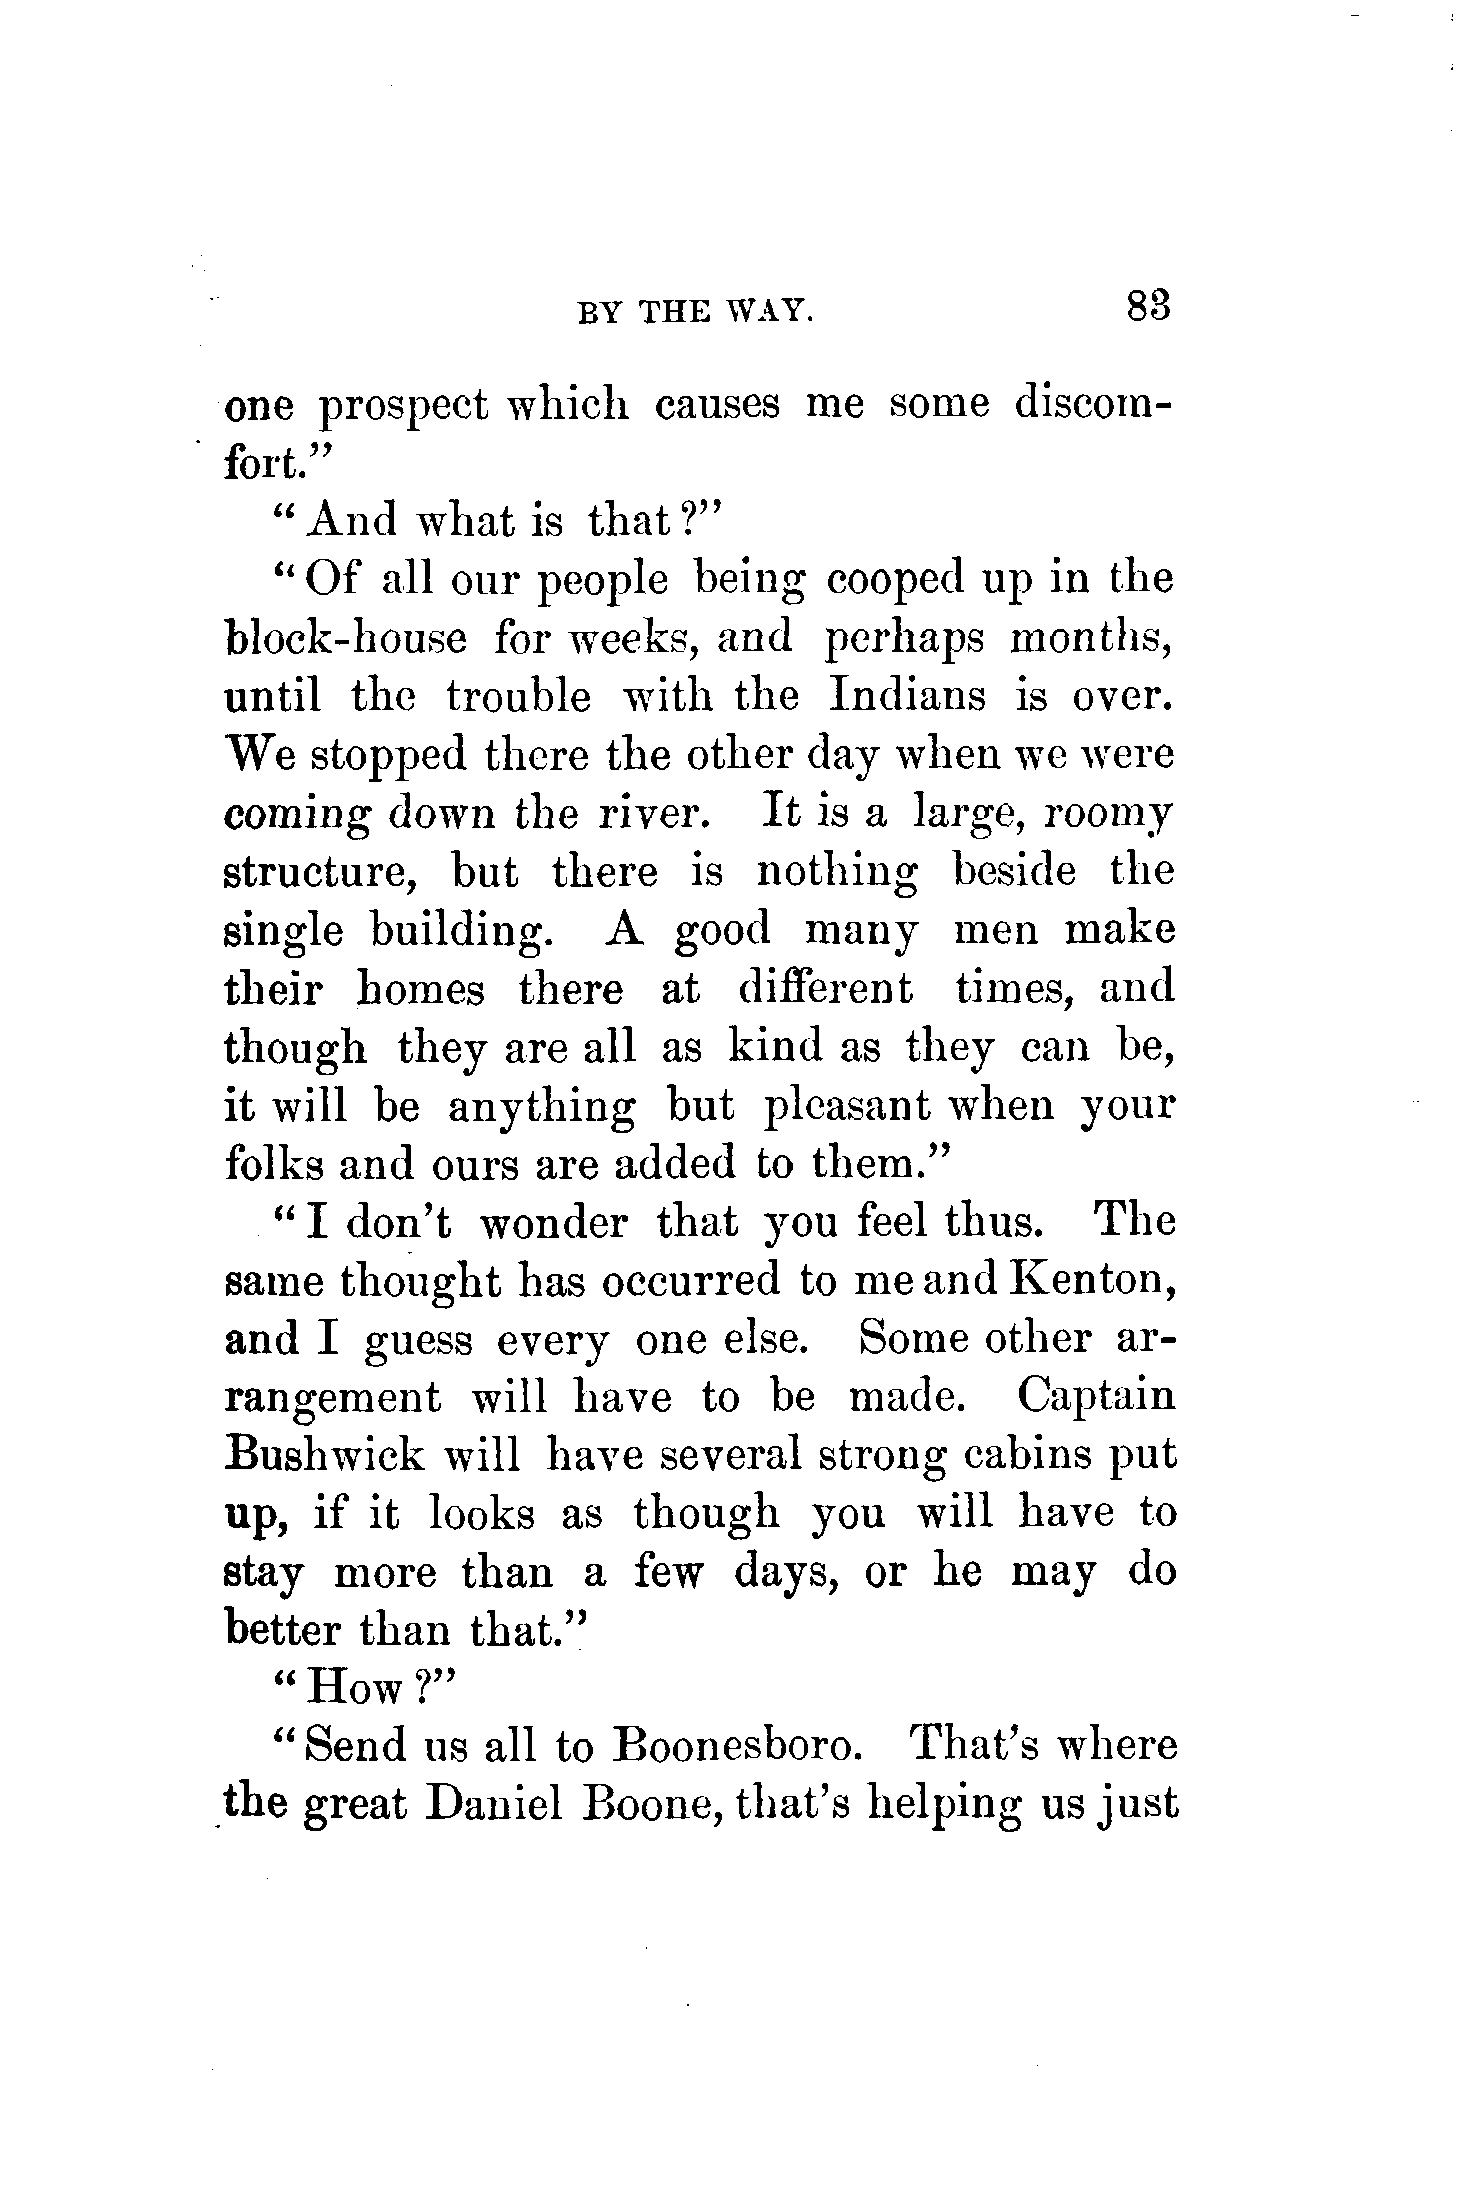 BY THE WAY. 83
one prospect which causes me some discom-
fort."
"And what is that?"
"Of all our people being cooped up in the
block-house for weeks, and perhaps months,
until the trouble with the Indians is over.
We stopped there the other day when we were
coming down the river. It is a large, roomy
structure, but there is nothing beside the
single building. A good many men make
their homes there at different times, and
though they are all as kind as they can be,
it will be anything but pleasant when your
folks and ours are added to them."
"I don't wonder that you feel thus. The
same thought has occurred to me and Kenton,
and I guess every one else. Some other ar-
rangement will have to be made. Captain
Bushwick will have several strong cabins put
up, if it looks as though you will have to
stay more than a few days, or he may do
better than that."
"How?"
"Send us all to Boonesboro. That's where
the great Daniel Boone, that's helping us just